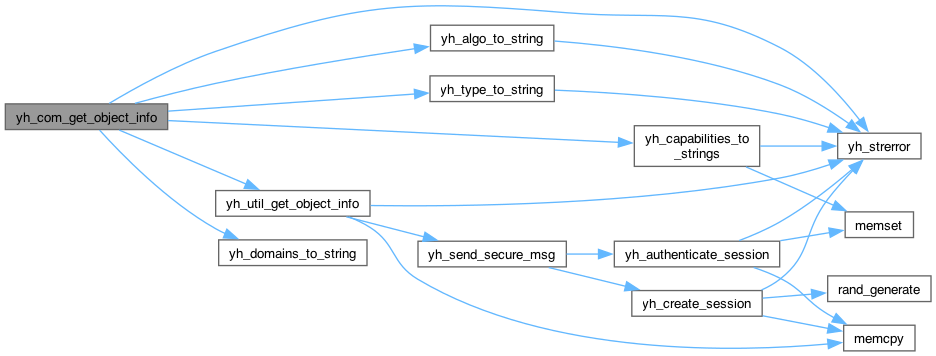 yh_com_get_object_info
yh_algo_to_string
yh_type_to_string
yh_capabilities_to
_strings
yh_strerror
yh_util_get_object_info
memset
yh_domains_to_string
yh_send_secure_msg
yh_authenticate_session
yh_create_session
rand_generate
memcpy